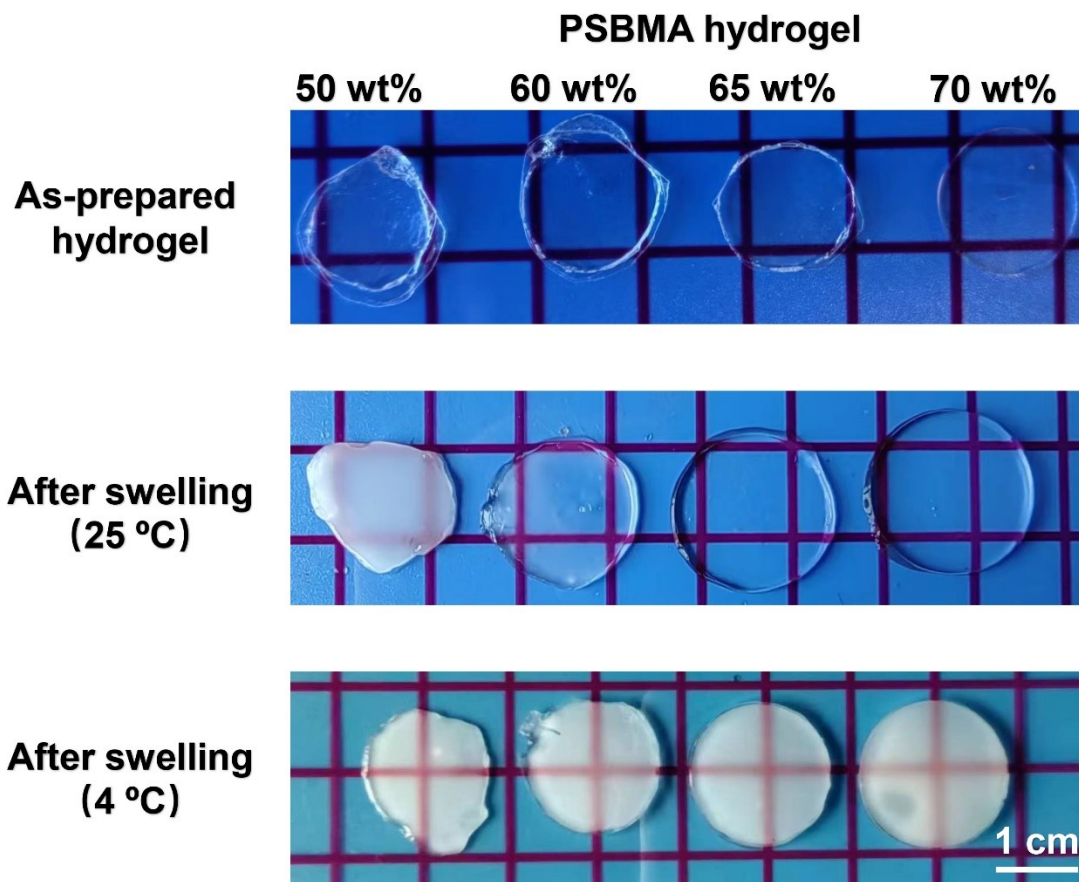 PSBMA hydrogel
50 wt% 60 wt% 65 wt% 70 wt%
As-prepared
hydrogel
After swelling
(25 ºC)
After swelling
(4 ºC)
1 cm